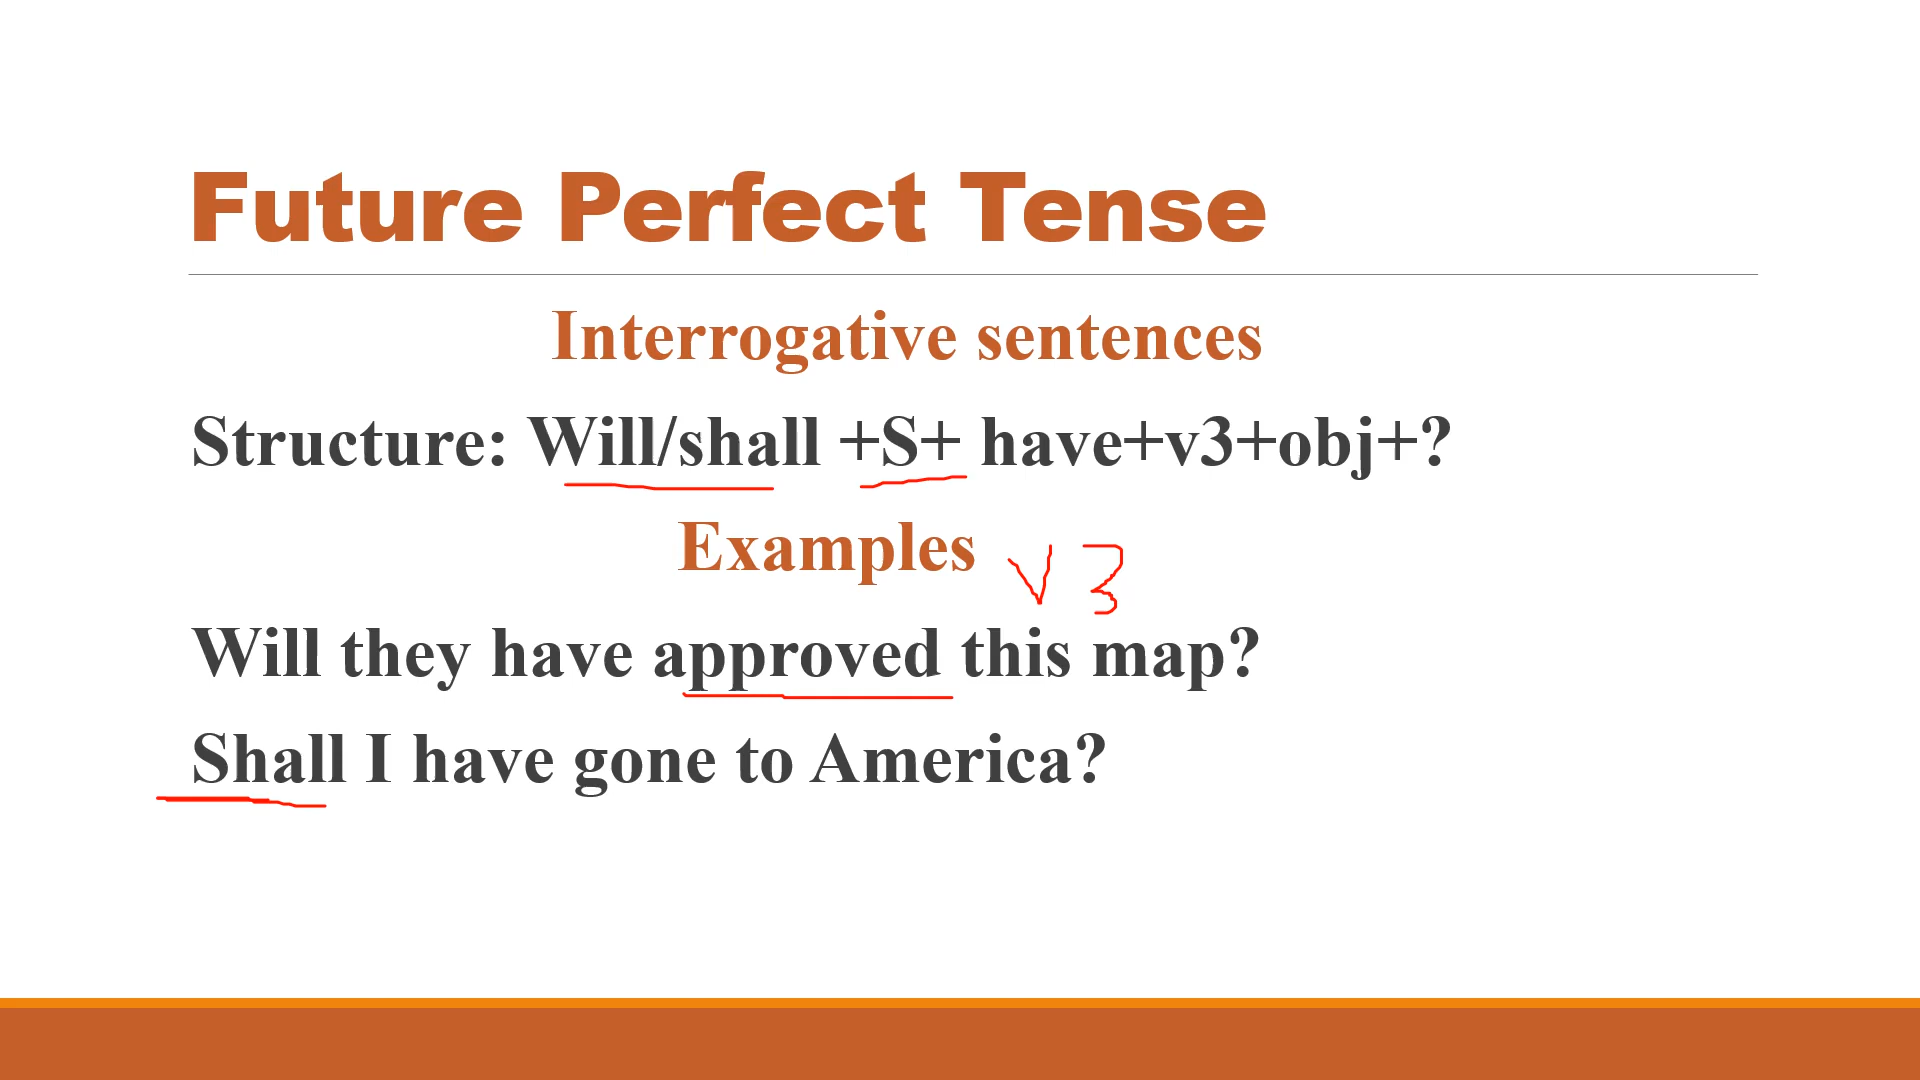 Future Perfect Tense
Interrogative sentences
Structure: Will/shall +S+ have+v3+obj+?
Examples
V 3
Will they have approved this map?
Shall I have gone to America?